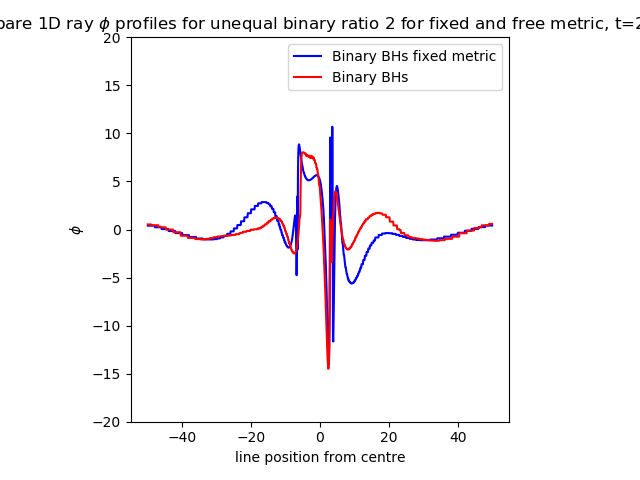 pare 1D ray ϕ profiles for unequal binary ratio 2 for fixed and free metric, t=2
Binary BHs fixed metric
Binary BHs
20
15
10
5
0
−5
−10
−15
−20
ϕ
−40 −20 0 20 40
line position from centre